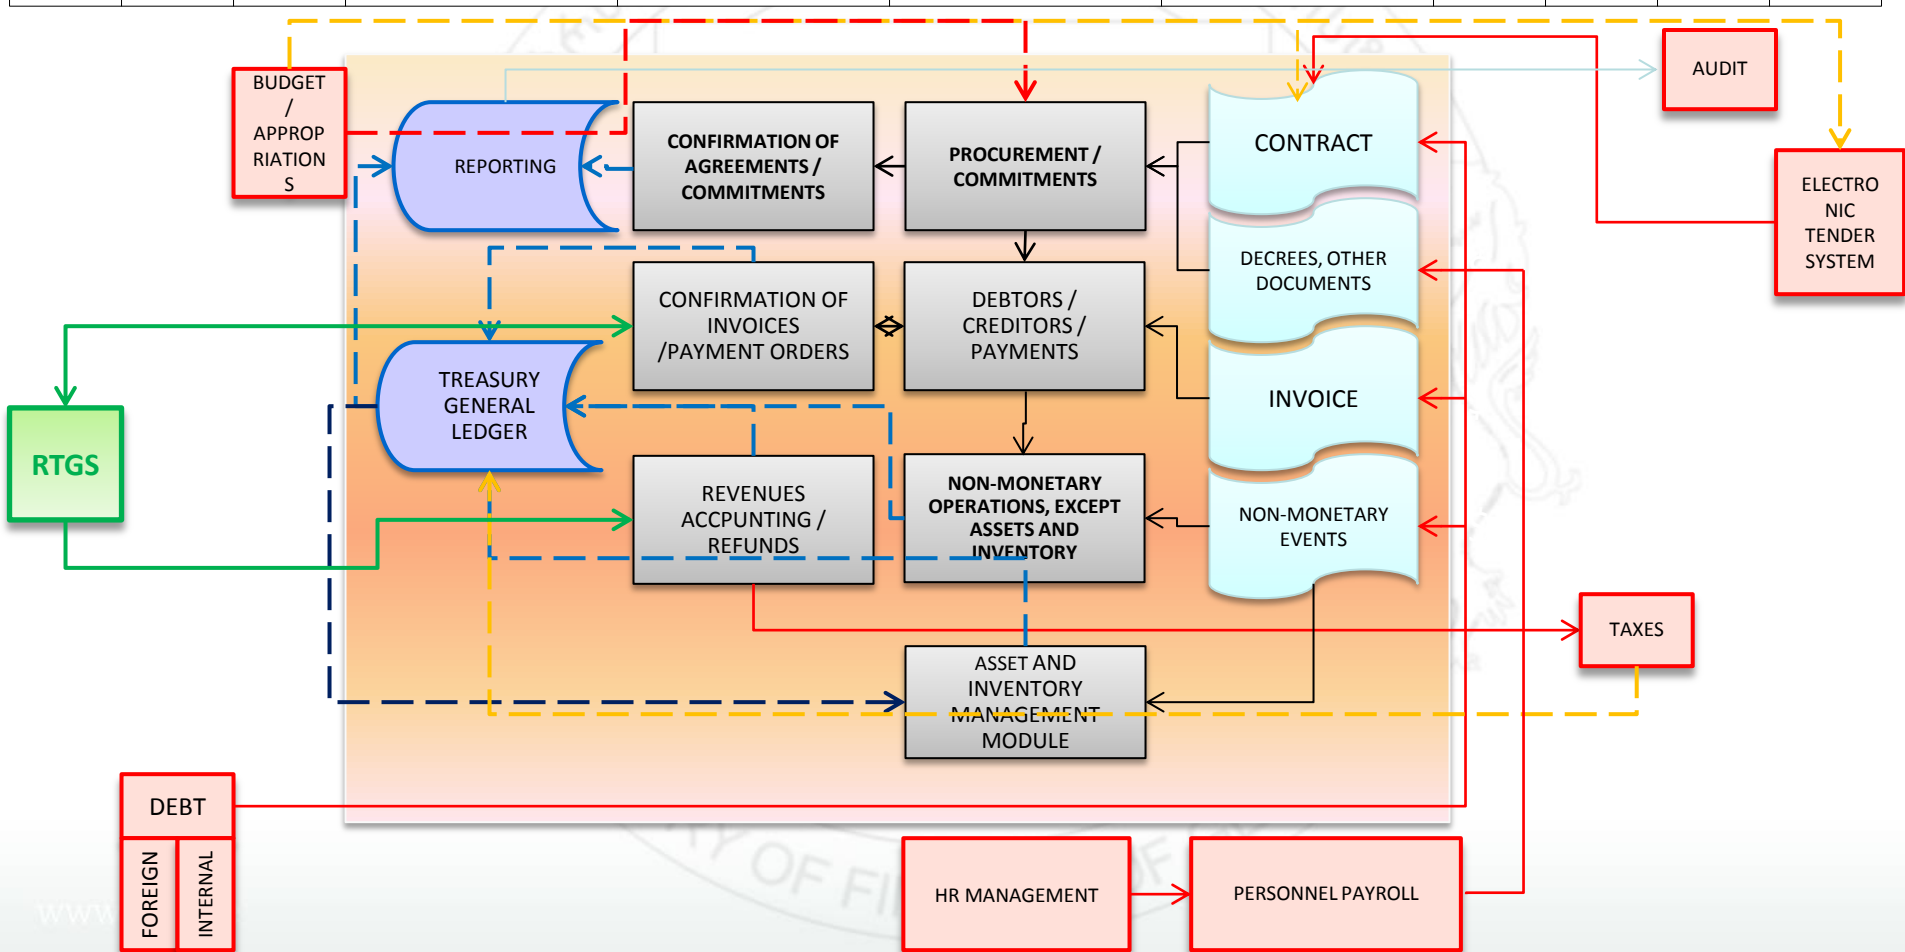 BUDGET
/
APPROP
RIATION
S
REPORTING
CONFIRMATION OF
AGREEMENTS /
COMMITMENTS
PROCUREMENT /
COMMITMENTS
CONTRACT
AUDIT
ELECTRO
NIC
TENDER
SYSTEM
DECREES, OTHER
DOCUMENTS
CONFIRMATION OF
INVOICES
/PAYMENT ORDERS
DEBTORS /
CREDITORS /
PAYMENTS
INVOICE
TREASURY
GENERAL
LEDGER
RTGS
REVENUES
ACCPUNTING /
REFUNDS
NON-MONETARY
OPERATIONS, EXCEPT
ASSETS AND
INVENTORY
NON-MONETARY
EVENTS
TAXES
ASSET AND
INVENTORY
MANAGEMENT
MODULE
DEBT
FOREIGN
INTERNAL
HR MANAGEMENT
PERSONNEL PAYROLL
www
OF